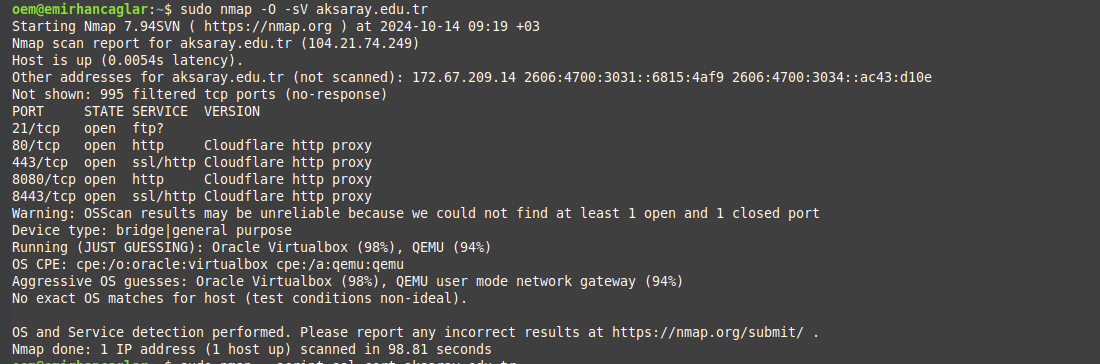 oem@emirhancaglar:~$ sudo nmap -O -sV aksaray.edu.tr
Starting Nmap 7.94SVN ( https://nmap.org ) at 2024-10-14 09:19 +03
Nmap scan report for aksaray.edu.tr (104.21.74.249)
Host is up (0.0054s latency).
Other addresses for aksaray.edu.tr (not scanned): 172.67.209.14 2606:4700:3031::6815:4af9 2606:4700:3034::ac43:d10e
Not shown: 995 filtered tcp ports (no-response)
PORT     STATE SERVICE  VERSION
21/tcp   open  ftp?
80/tcp   open  http     Cloudflare http proxy
443/tcp  open  ssl/http Cloudflare http proxy
8080/tcp open  http     Cloudflare http proxy
8443/tcp open  ssl/http Cloudflare http proxy
Warning: OSScan results may be unreliable because we could not find at least 1 open and 1 closed port
Device type: bridge|general purpose
Running (JUST GUESSING): Oracle Virtualbox (98%), QEMU (94%)
OS CPE: cpe:/o:oracle:virtualbox cpe:/a:qemu:qemu
Aggressive OS guesses: Oracle Virtualbox (98%), QEMU user mode network gateway (94%)
No exact OS matches for host (test conditions non-ideal).
OS and Service detection performed. Please report any incorrect results at https://nmap.org/submit/ .
Nmap done: 1 IP address (1 host up) scanned in 98.81 seconds